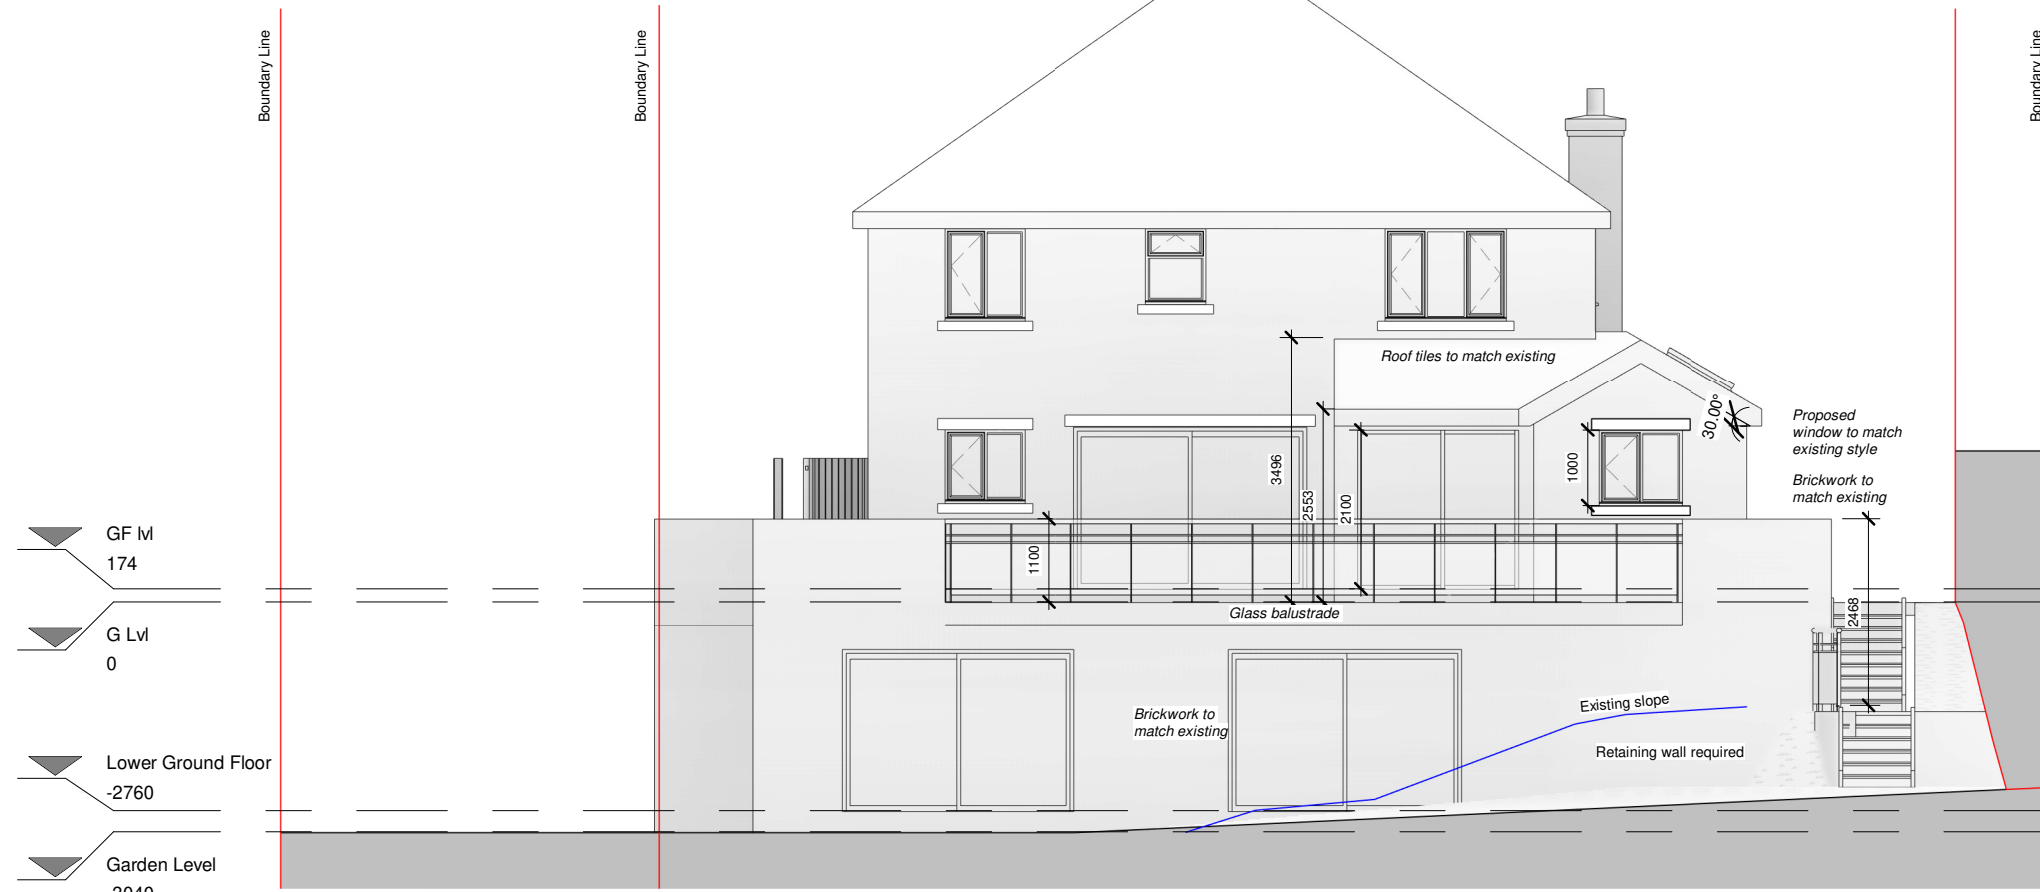 Boundary Line
Boundary Line
Boundary Line
Roof tiles to match existing
30.00°
Proposed
window to match
existing style
Brickwork to
match existing
3496
2553
2100
1000
1100
2468
GF lvl
174
G Lvl
0
Glass balustrade
Existing slope
Brickwork to
match existing
Retaining wall required
Lower Ground Floor
-2760
Garden Level
-3040